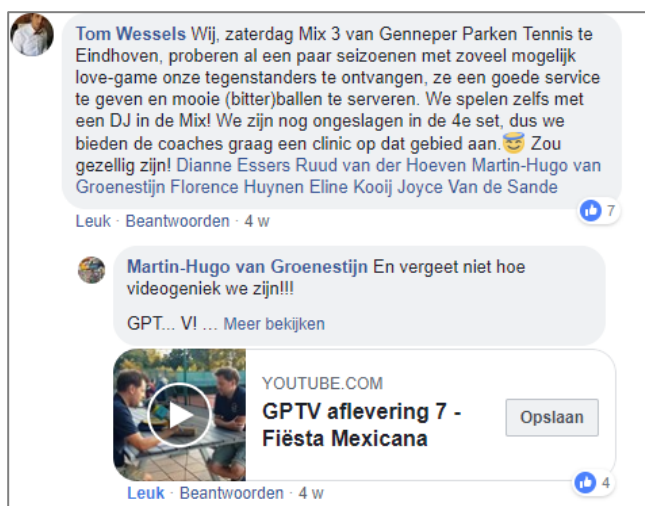 Tom Wessels Wij, zaterdag Mix 3 van Genneper Parken Tennis te
Eindhoven, proberen al een paar seizoenen met zoveel mogelijk
love-game onze tegenstanders te ontvangen, ze een goede service
te geven en mooie (bitter)ballen te serveren. We spelen zelfs met
een DJ in de Mix! We zijn nog ongeslagen in de 4e set, dus we
bieden de coaches graag een clinic op dat gebied aan.😇 Zou
gezellig zijn! Dianne Essers Ruud van der Hoeven Martin-Hugo van
Groenestijn Florence Huynen Eline Kooij Joyce Van de Sande
7
Leuk · Beantwoorden · 4 w
Martin-Hugo van Groenestijn En vergeet niet hoe
videogeniek we zijn!!!
GPT... V! ... Meer bekijken
YOUTUBE.COM
GPTV aflevering 7 -
Fiësta Mexicana
Opslaan
4
Leuk · Beantwoorden · 4 w